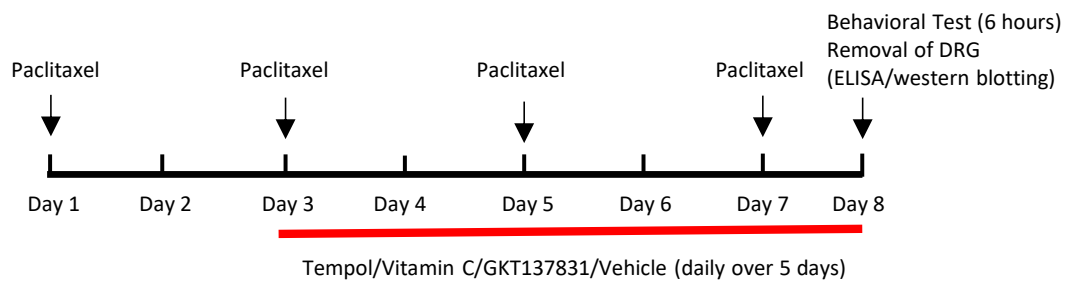 Behavioral Test (6 hours)
Removal of DRG
(ELISA/western blotting)
Paclitaxel
Paclitaxel
Paclitaxel
Paclitaxel
Day 1
Day 2
Day 3
Day 4
Day 5
Day 6
Day 7
Day 8
Tempol/Vitamin C/GKT137831/Vehicle (daily over 5 days)